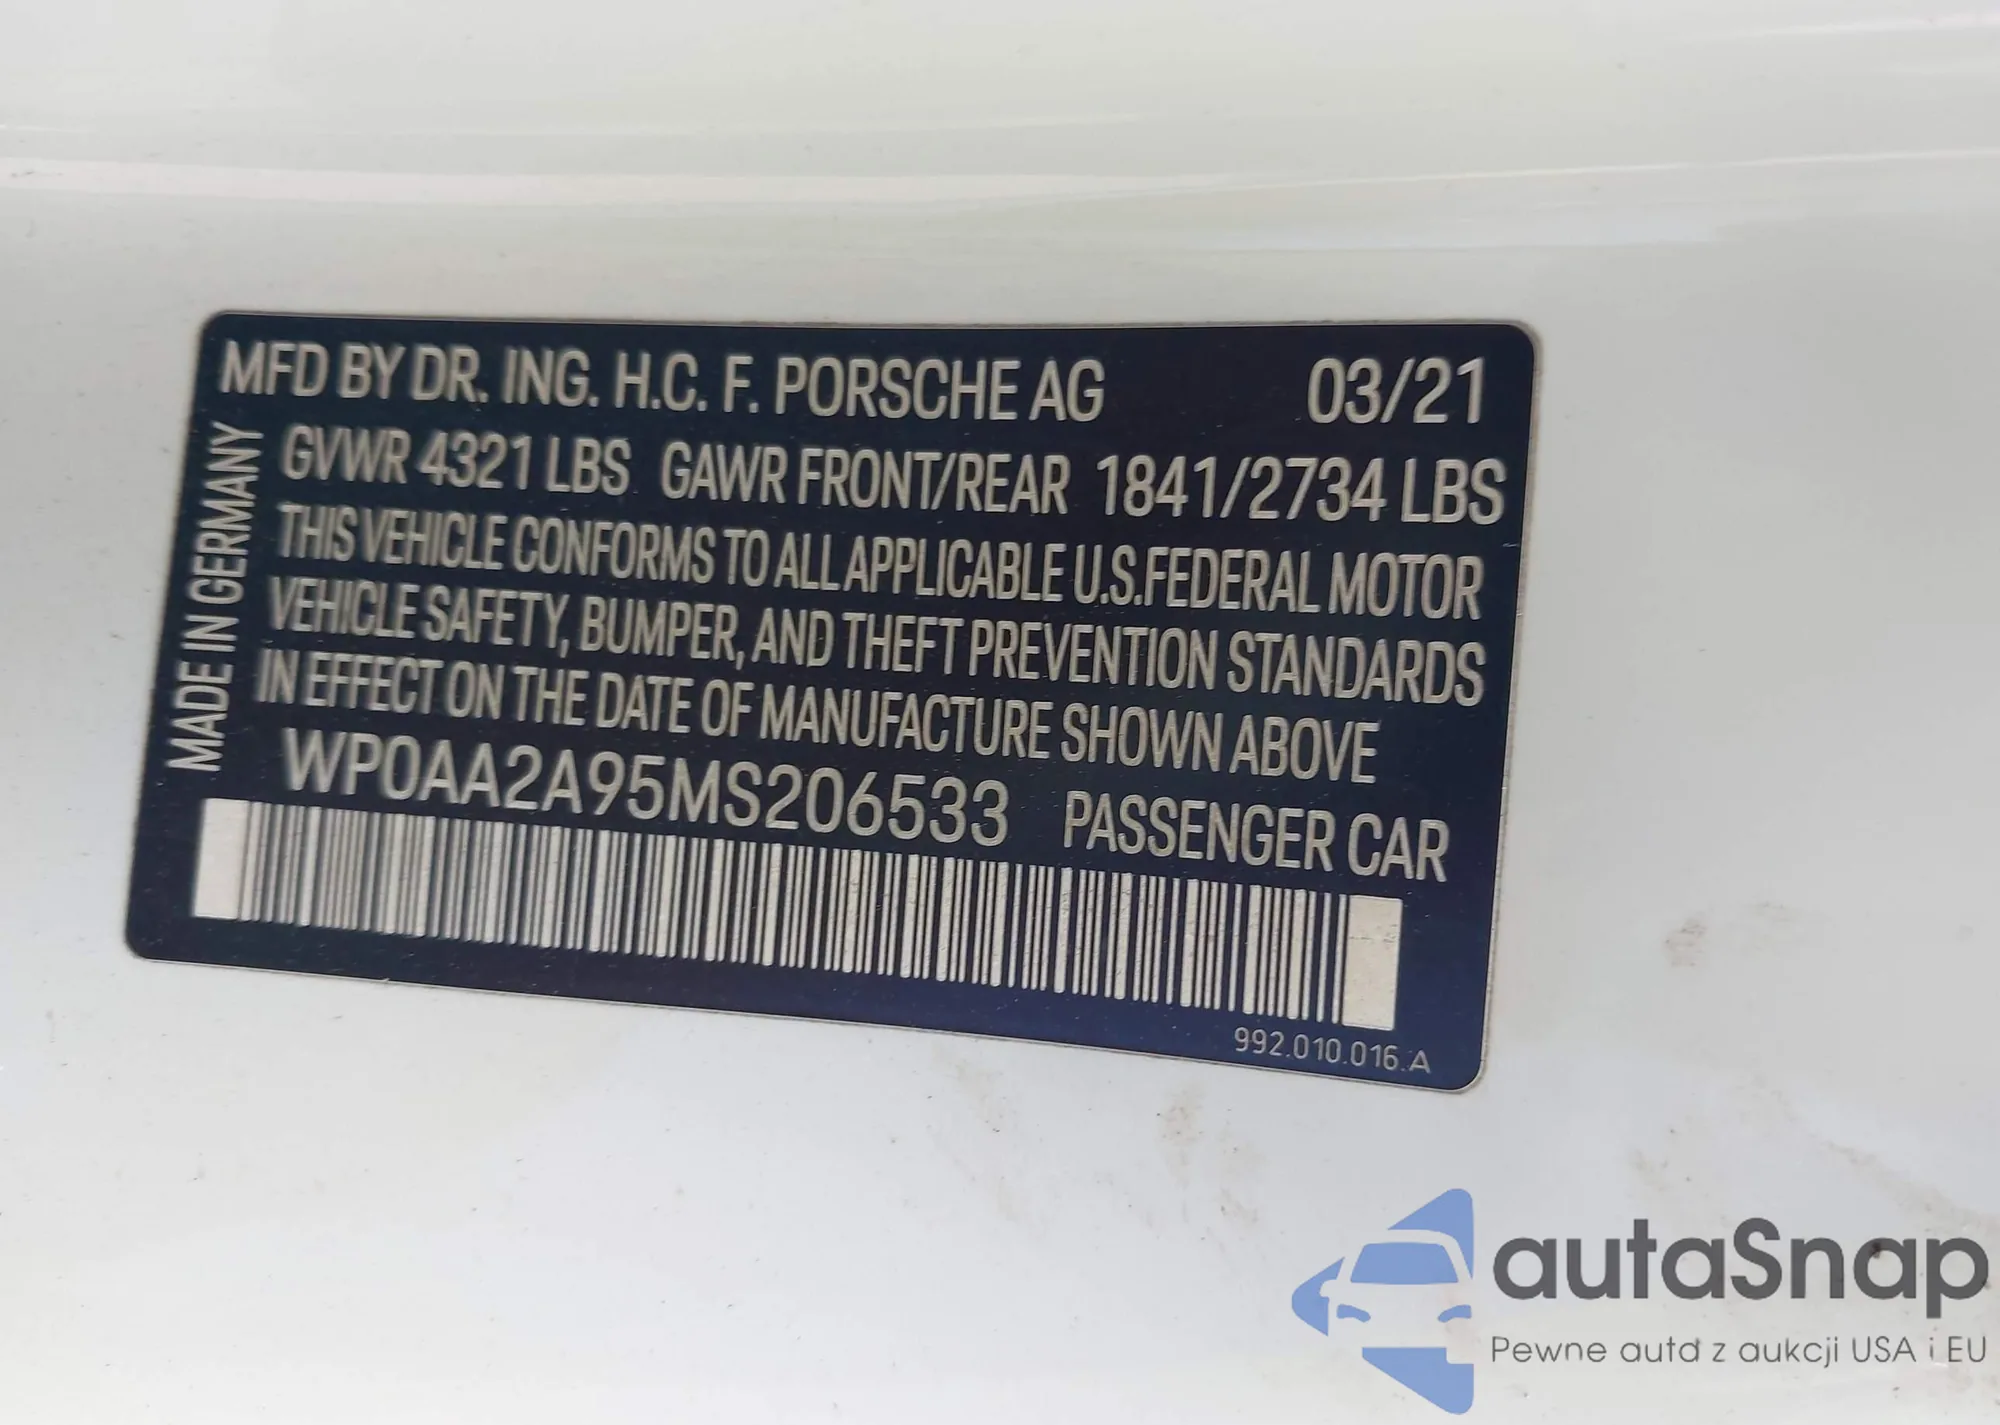 MFD BY DR. ING. H.C. F. PORSCHE AG 03/21
GVWR 4321 LBS GAWR FRONT/REAR 1841/2734 LBS
THIS VEHICLE CONFORMS TO ALL APPLICABLE U.S.FEDERAL MOTOR
VEHICLE SAFETY, BUMPER, AND THEFT PREVENTION STANDARDS
IN EFFECT ON THE DATE OF MANUFACTURE SHOWN ABOVE
WP0AA2A95MS206533 PASSENGER CAR
992.010.016.A
MADE IN GERMANY
autaSnap
Pewne auta z aukcji USA i EU